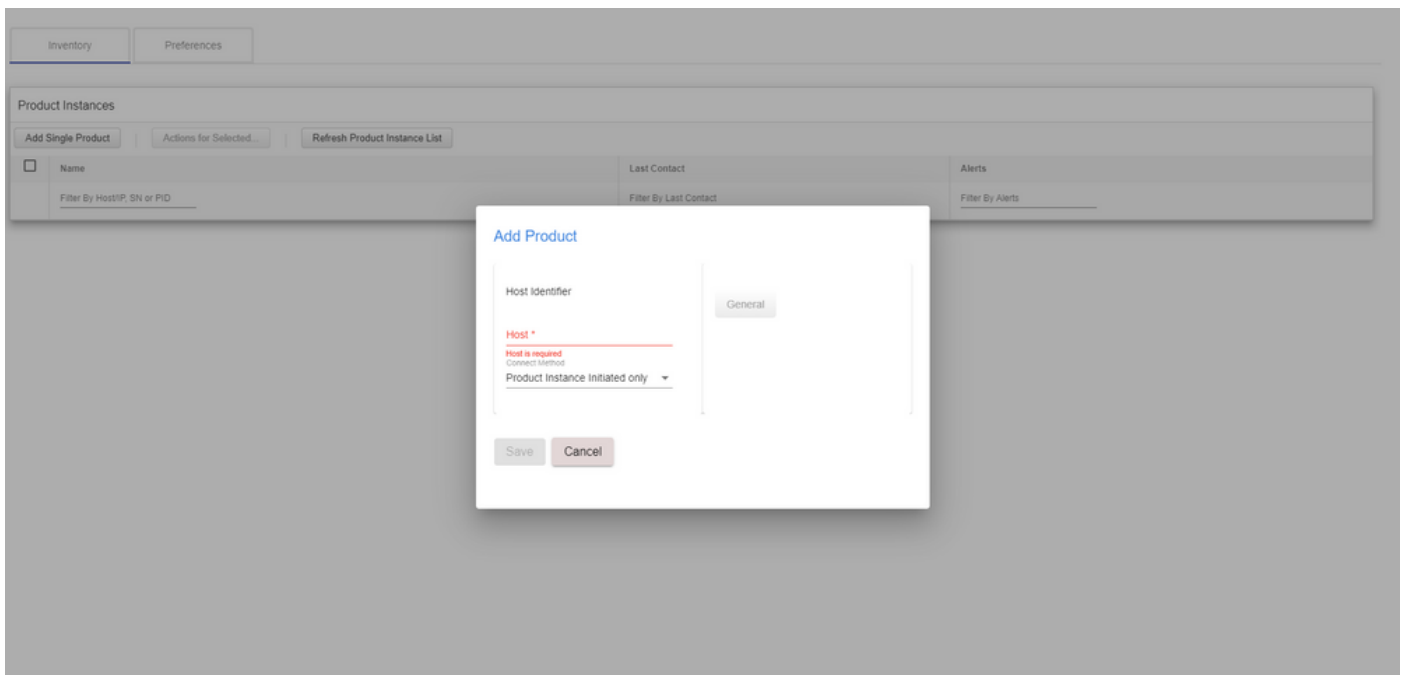 Inventory Preferences
Product Instances
Add Single Product Actions for Selected... Refresh Product Instance List
Name Last Contact Alerts
Filter By Host/IP, SN or PID Filter By Last Contact Filter By Alerts
Add Product
Host Identifier
General
Host *
Host is required
Connect Method
Product Instance Initiated only
Save Cancel